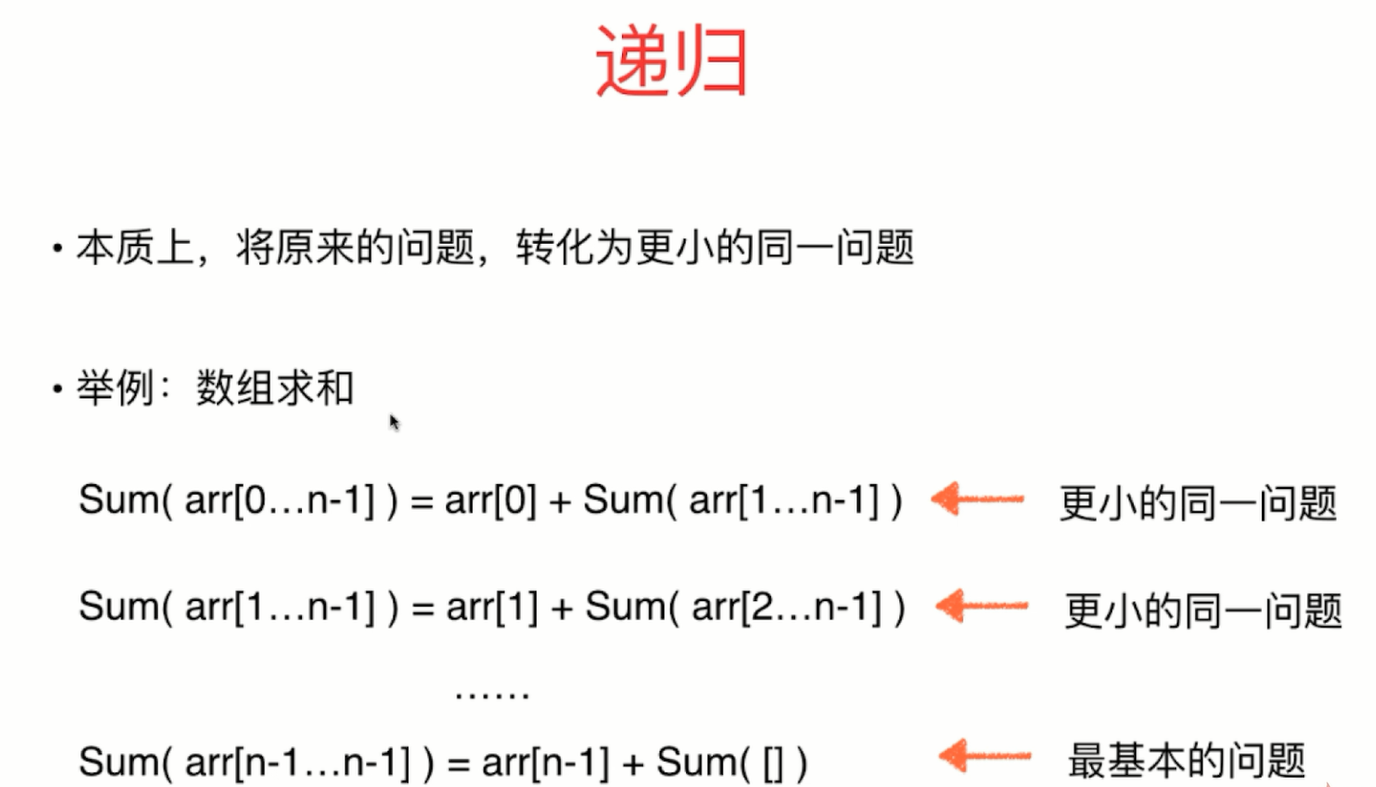 递归
• 本质上，将原来的问题，转化为更小的同一问题
• 举例：数组求和
Sum( arr[0…n-1] ) = arr[0] + Sum( arr[1…n-1] ) 更小的同一问题
Sum( arr[1…n-1] ) = arr[1] + Sum( arr[2…n-1] ) 更小的同一问题
……
Sum( arr[n-1…n-1] ) = arr[n-1] + Sum( [] ) 最基本的问题